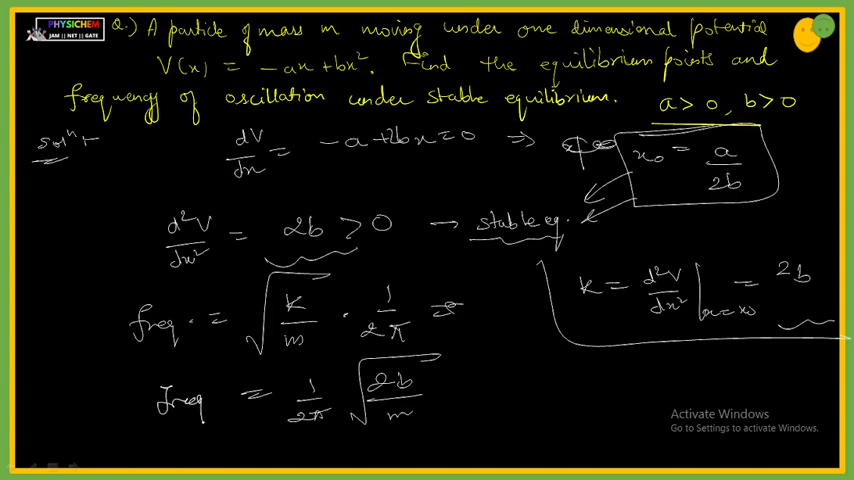 PHYSICHEM
JAM || NET || GATE
Q.) A particle of mass m moving under one dimensional potential
V(x) = -ax+bx². Find the equilibrium points and
frequency of oscillation under stable equilibrium. a>0, b>0
solⁿ:-
dV/dx = -a+2bx=0 ⇒ x₀ = a/2b
d²V/dx² = 2b > 0 → stable eq.
K = d²V/dx² |x=x₀ = 2b
freq. = √(K/m) · 1/2π =
freq = 1/2π √(2b/m)
Activate Windows
Go to Settings to activate Windows.